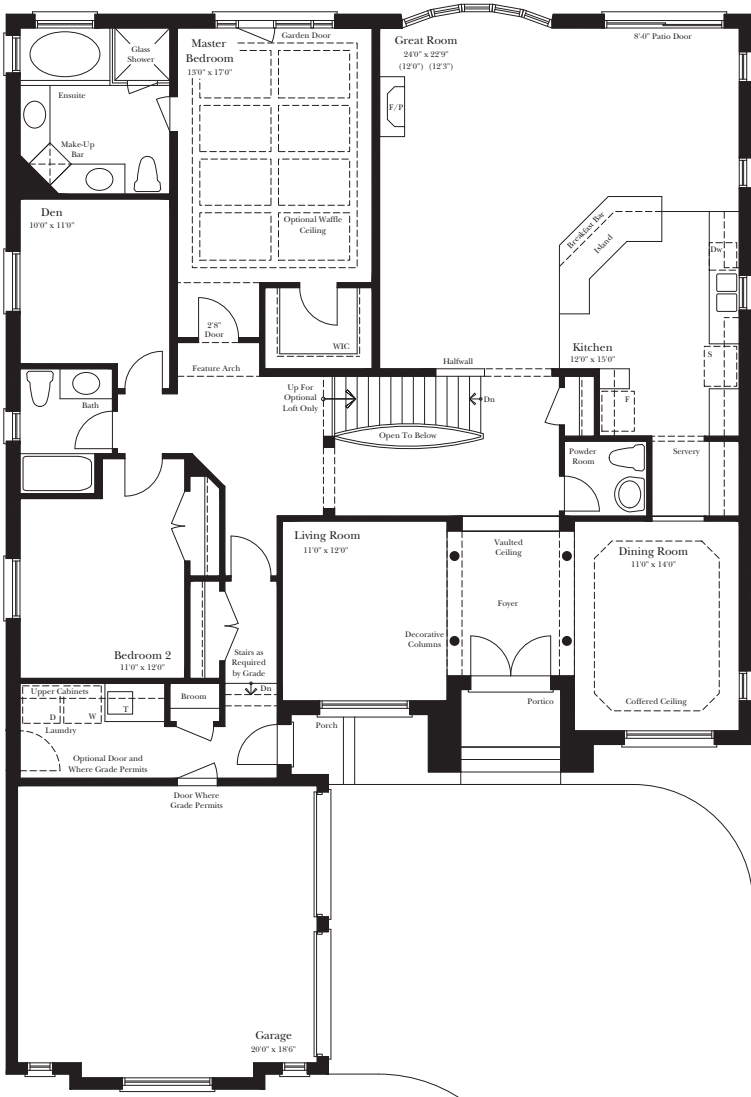 Glass
Shower
Master
Bedroom
13'0" x 17'0"
Garden Door
Great Room
24'0" x 22'9"
(12'0") (12'3")
8'-0" Patio Door
Ensuite
F/P
Make-Up
Bar
Den
10'0" x 11'0"
Optional Waffle
Ceiling
Breakfast Bar
Island
Dw
2'8"
Door
WIC
Kitchen
12'0" x 15'0"
S
Feature Arch
Halfwall
Bath
Up For
Optional
Loft Only
Dn
F
Open To Below
Powder
Room
Servery
Living Room
11'0" x 12'0"
Vaulted
Ceiling
Dining Room
11'0" x 14'0"
Foyer
Decorative
Columns
Bedroom 2
11'0" x 12'0"
Stairs as
Required
by Grade
Dn
Upper Cabinets
D
W
T
Broom
Laundry
Portico
Coffered Ceiling
Porch
Optional Door and
Where Grade Permits
Door Where
Grade Permits
Garage
20'0" x 18'6"